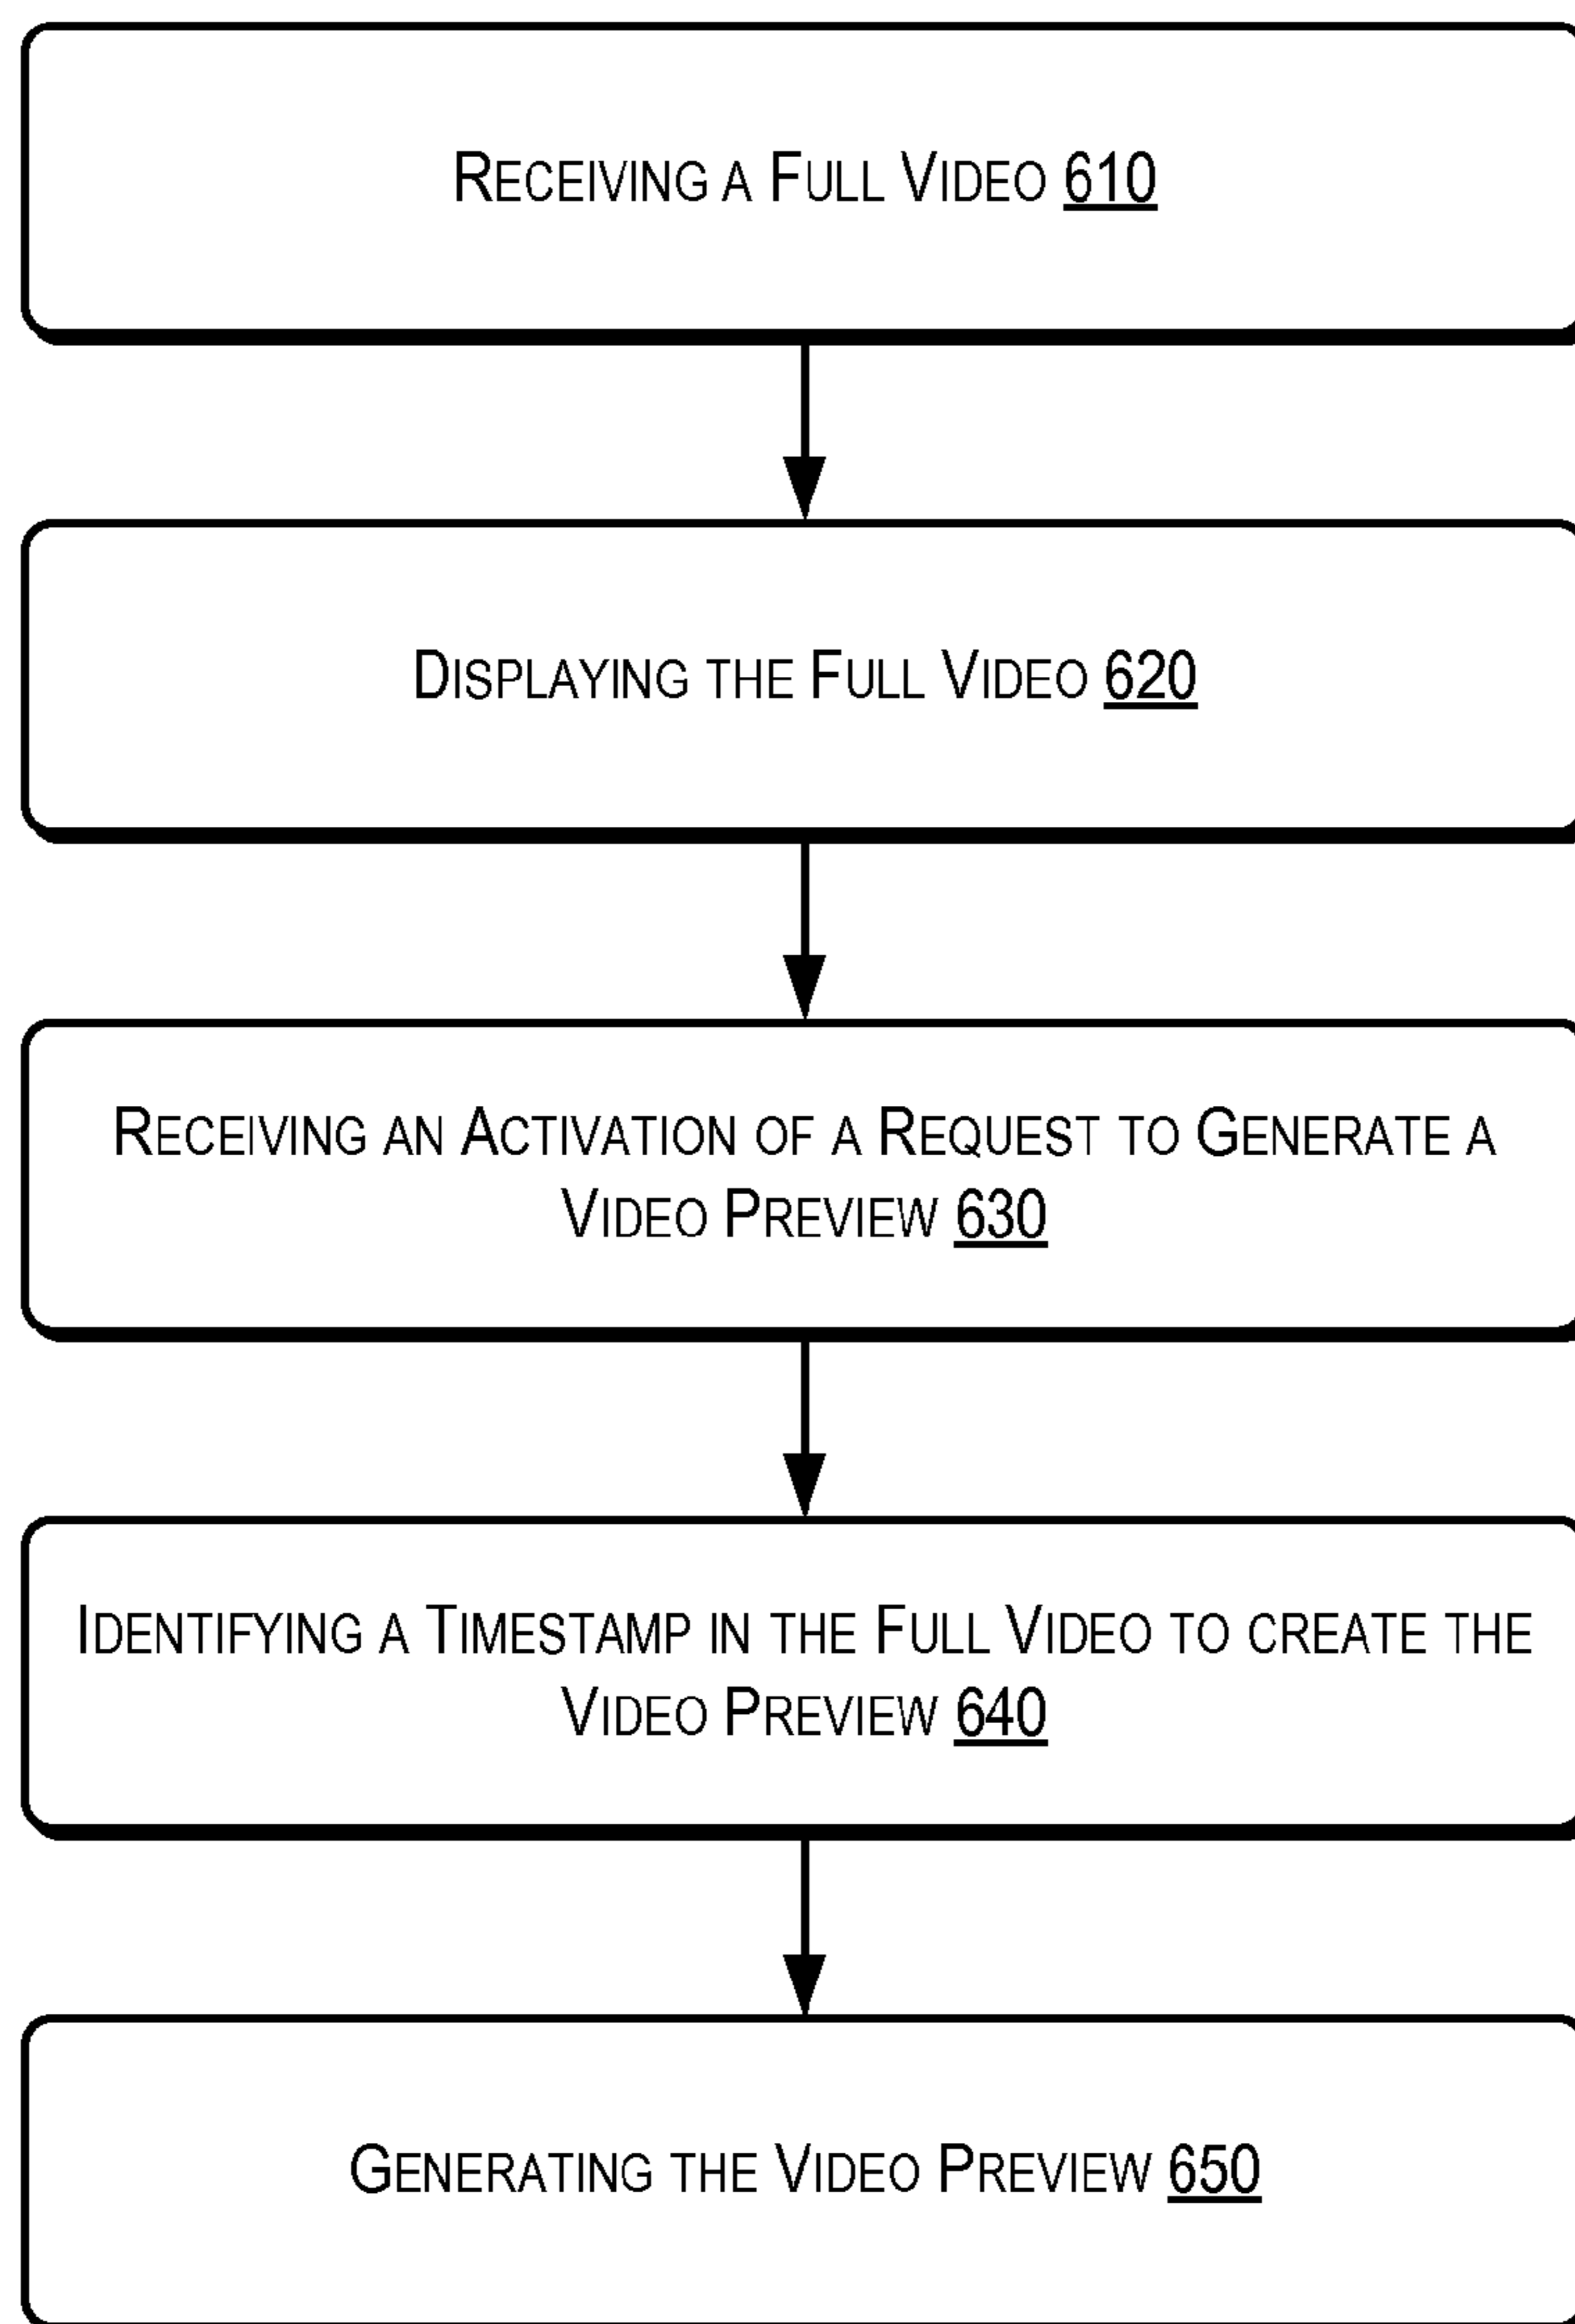 Receiving a Full Video 610
Displaying the Full Video 620
Receiving an Activation of a Request to Generate a
Video Preview 630
Identifying a Timestamp in the Full Video to create the
Video Preview 640
Generating the Video Preview 650